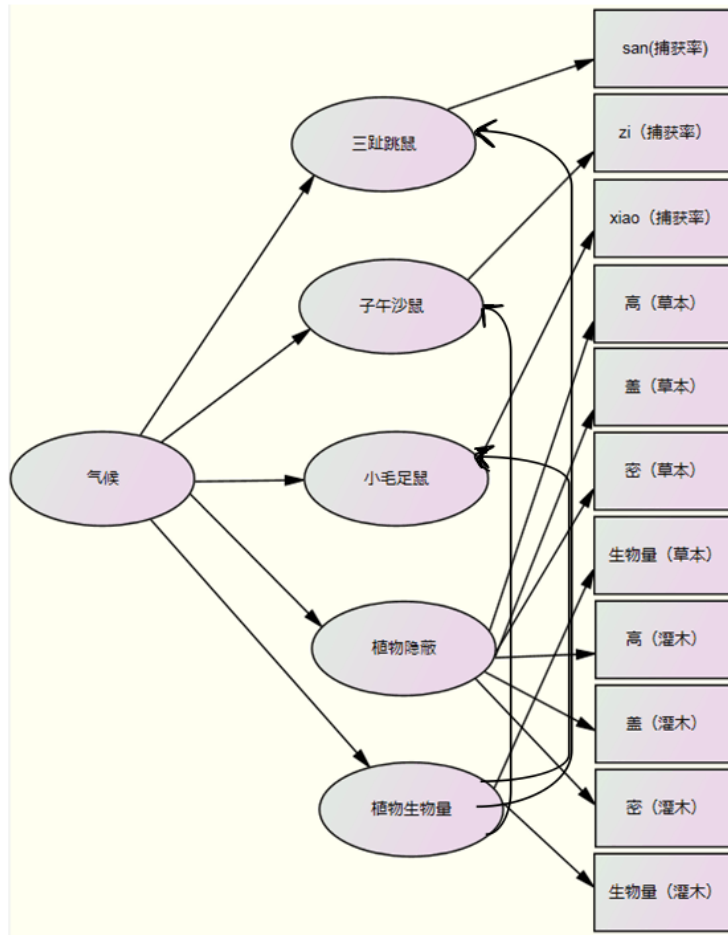 san(捕获率)
三趾跳鼠
zi（捕获率）
xiao（捕获率）
子午沙鼠
高（草本）
盖（草本）
气候
小毛足鼠
密（草本）
生物量（草本）
植物隐蔽
高（灌木）
盖（灌木）
植物生物量
密（灌木）
生物量（灌木）